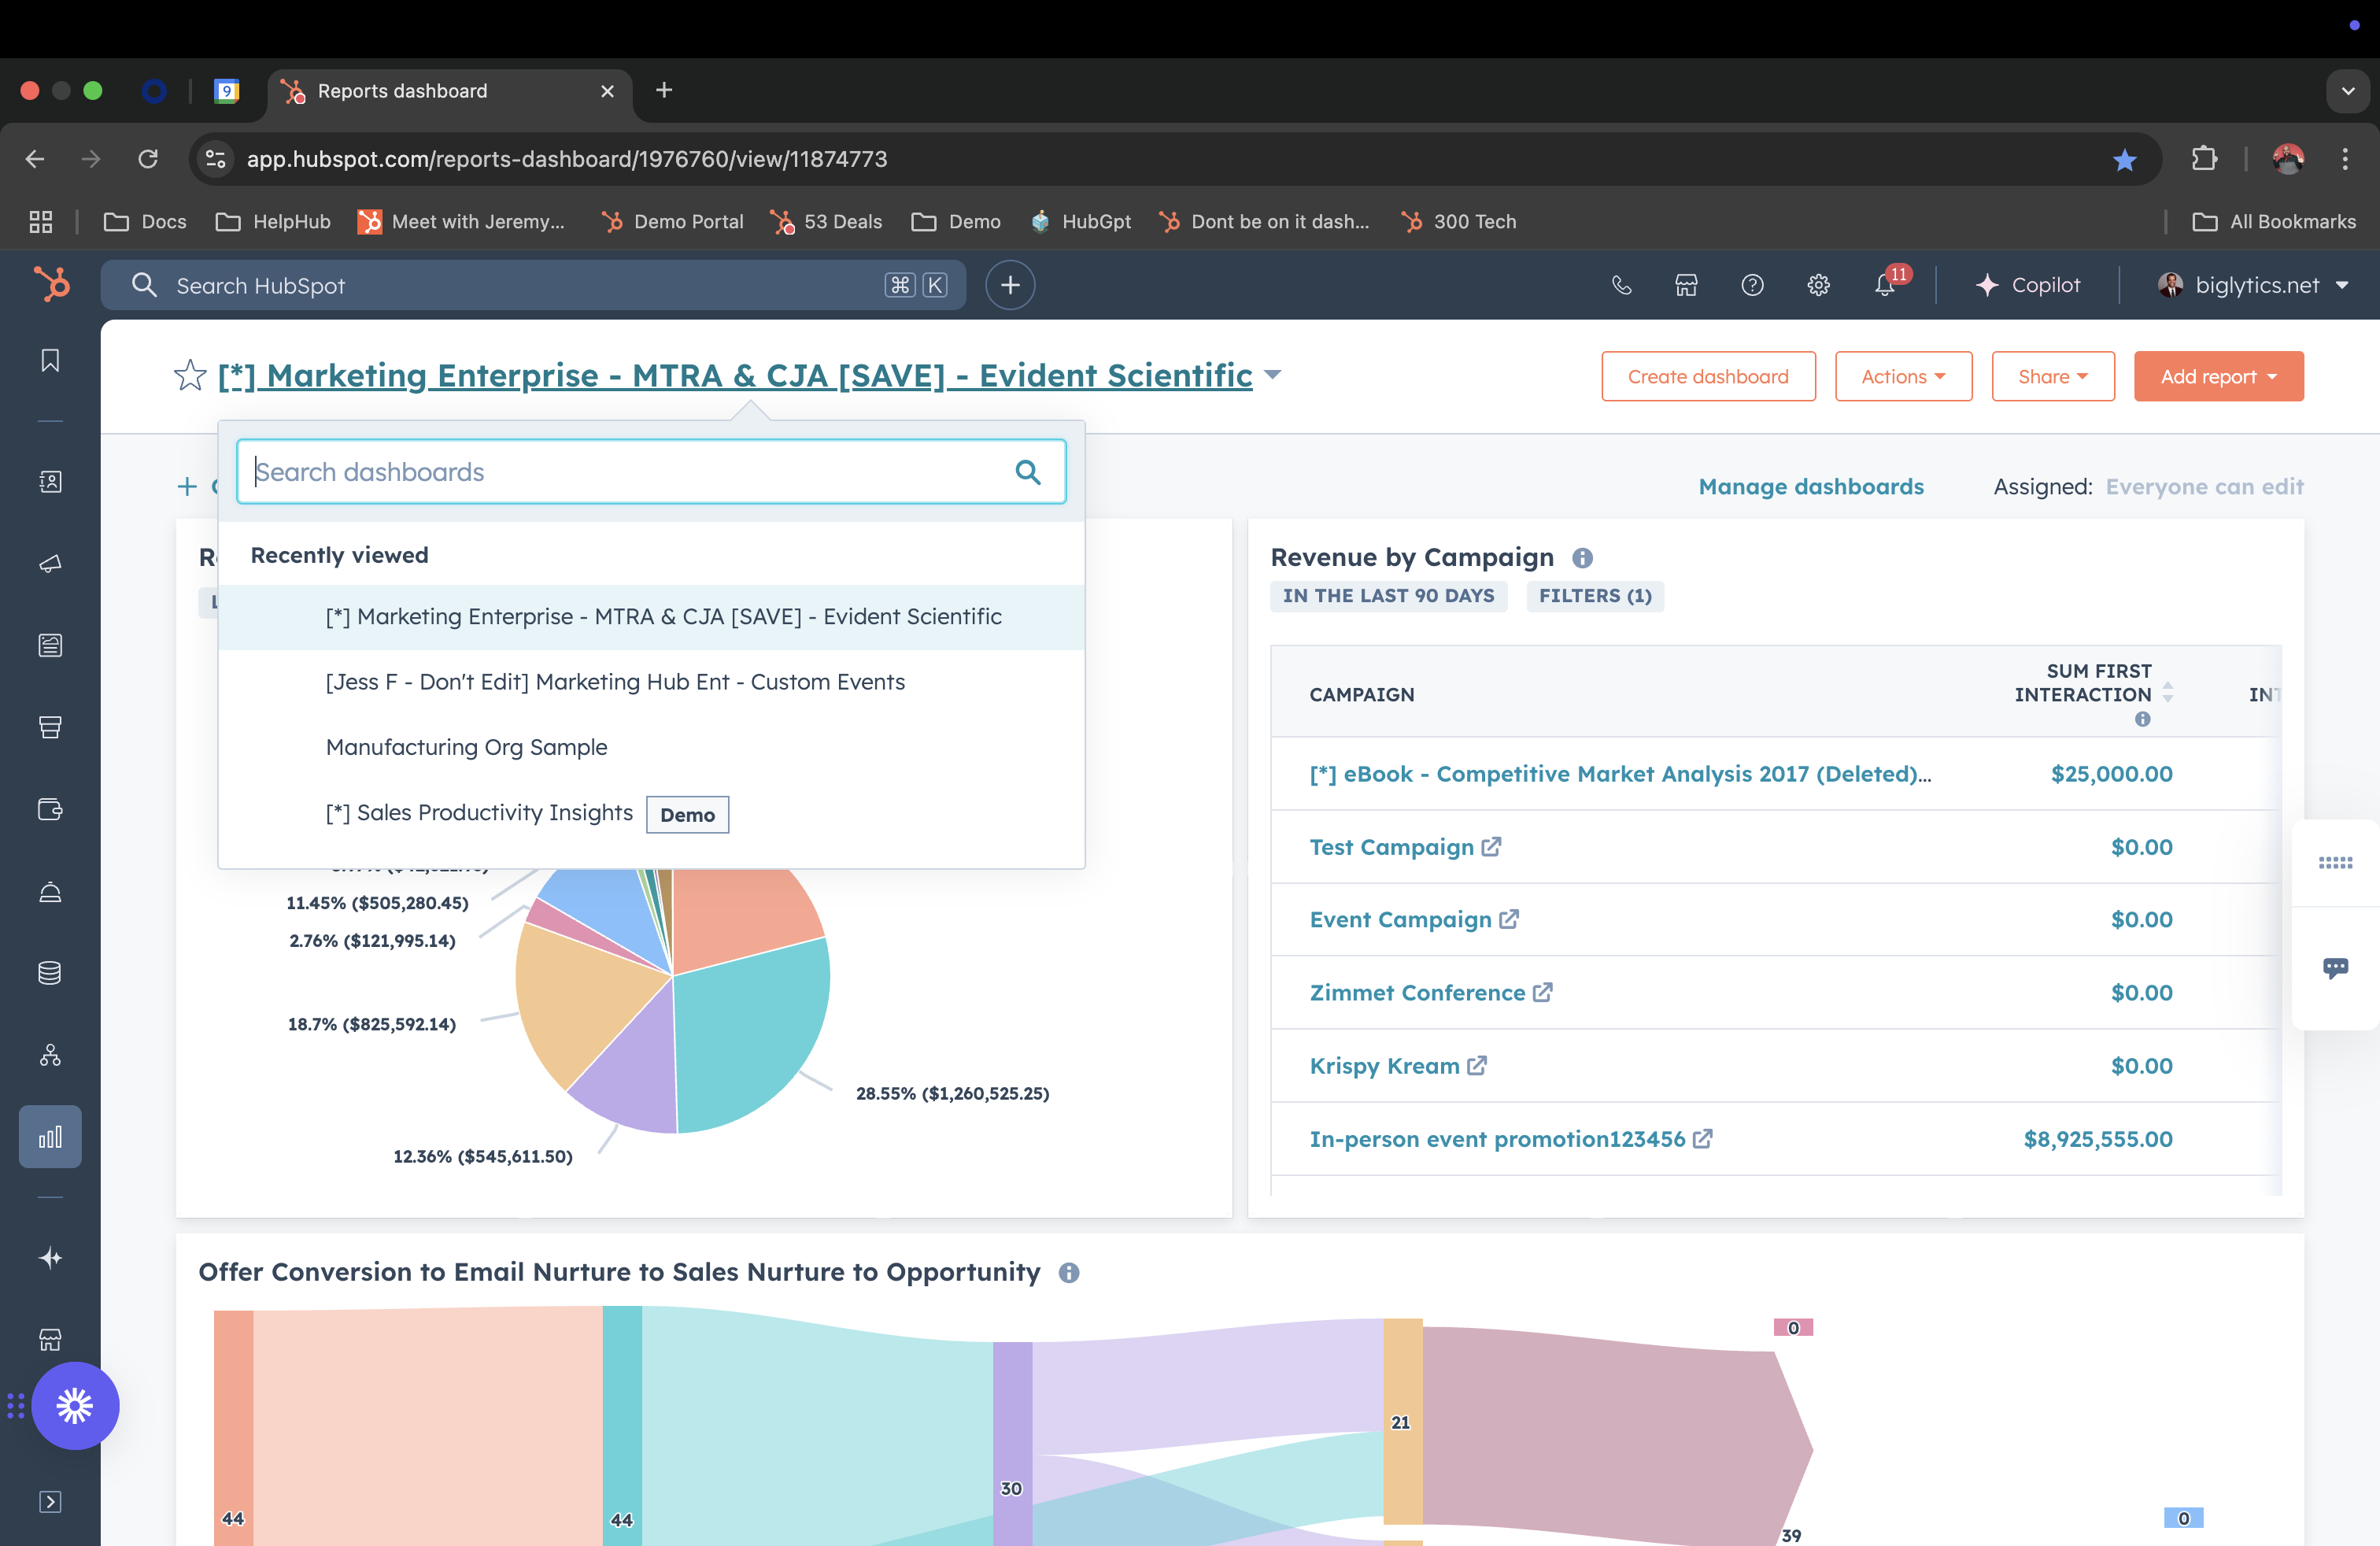 9
Reports dashboard
app.hubspot.com/reports-dashboard/1976760/view/11874773
Docs
HelpHub
Meet with Jeremy...
Demo Portal
53 Deals
Demo
HubGpt
Dont be on it dash...
300 Tech
All Bookmarks
Search HubSpot
⌘ K
11
Copilot
biglytics.net
[*] Marketing Enterprise - MTRA & CJA [SAVE] - Evident Scientific
Create dashboard
Actions
Share
Add report
Search dashboards
Manage dashboards
Assigned: Everyone can edit
Recently viewed
[*] Marketing Enterprise - MTRA & CJA [SAVE] - Evident Scientific
[Jess F - Don't Edit] Marketing Hub Ent - Custom Events
Manufacturing Org Sample
[*] Sales Productivity Insights Demo
11.45% ($505,280.45)
2.76% ($121,995.14)
18.7% ($825,592.14)
28.55% ($1,260,525.25)
12.36% ($545,611.50)
Revenue by Campaign
IN THE LAST 90 DAYS
FILTERS (1)
CAMPAIGN
SUM FIRST
INTERACTION
INT
[*] eBook - Competitive Market Analysis 2017 (Deleted)... $25,000.00
Test Campaign $0.00
Event Campaign $0.00
Zimmet Conference $0.00
Krispy Kream $0.00
In-person event promotion123456 $8,925,555.00
Offer Conversion to Email Nurture to Sales Nurture to Opportunity
0
21
30
44
44
0
39